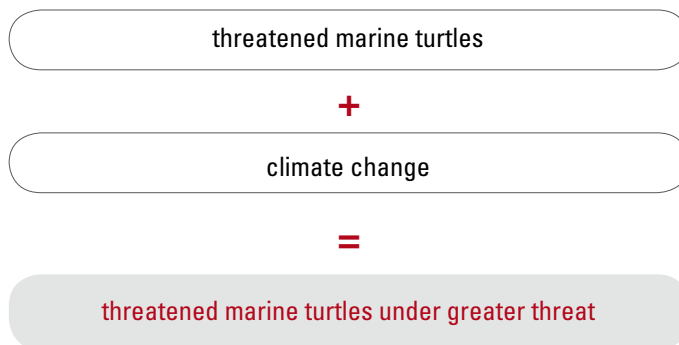 threatened marine turtles
+
climate change
=
threatened marine turtles under greater threat